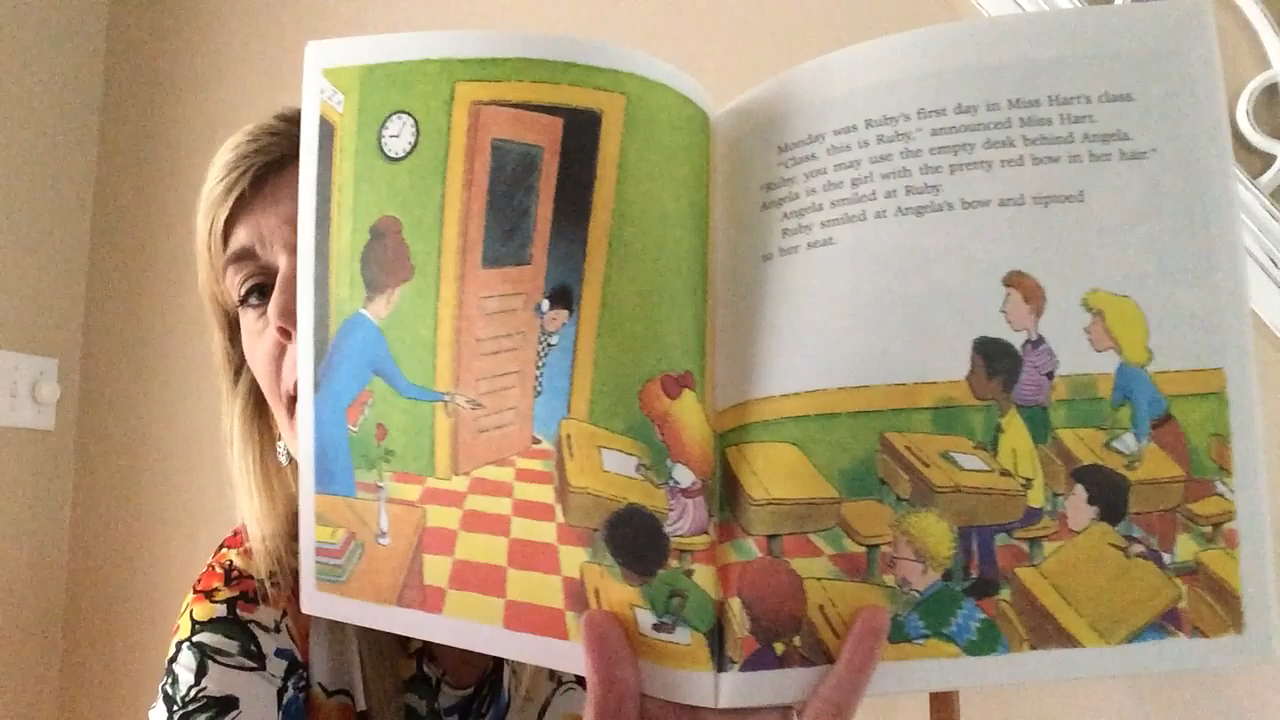 Monday was Ruby's first day in Miss Hart's class.
"Class, this is Ruby," announced Miss Hart.
"Ruby, you may use the empty desk behind Angela.
Angela is the girl with the pretty red bow in her hair."
Angela smiled at Ruby.
Ruby smiled at Angela's bow and tiptoed
to her seat.